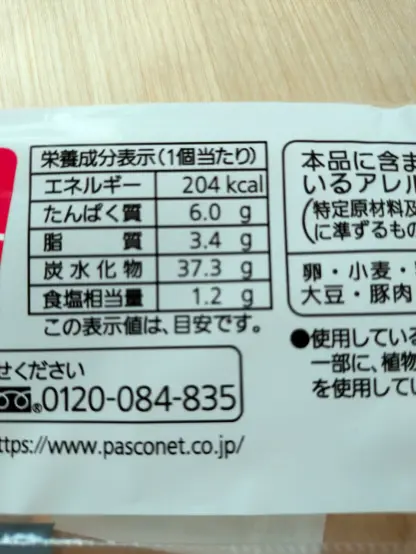 栄養成分表示(1個当たり)
エネルギー 204 kcal
たんぱく質 6.0 g
脂質 3.4 g
炭水化物 37.3 g
食塩相当量 1.2 g
この表示値は、目安です。
せください
0120-084-835
ttps://www.pasconet.co.jp/
本品に含ま
いるアレル
(特定原材料及
に準ずるもの
卵・小麦・
大豆・豚肉
●使用している
一部に、植物
を使用してい